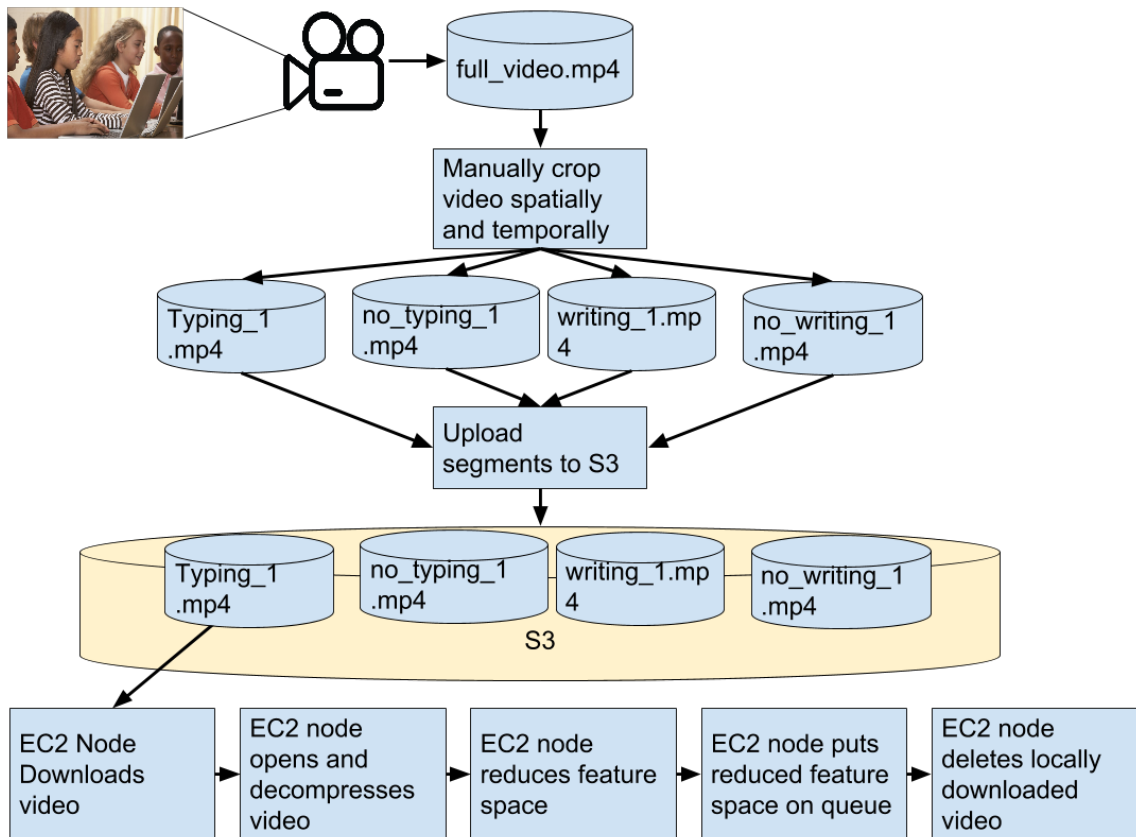 full_video.mp4
Manually crop
video spatially
and temporally
Typing_1
.mp4
no_typing_1
.mp4
writing_1.mp
4
no_writing_1
.mp4
Upload
segments to S3
Typing_1
.mp4
no_typing_1
.mp4
writing_1.mp
4
no_writing_1
.mp4
S3
EC2 Node
Downloads
video
EC2 node
opens and
decompresses
video
EC2 node
reduces feature
space
EC2 node puts
reduced feature
space on queue
EC2 node
deletes locally
downloaded
video